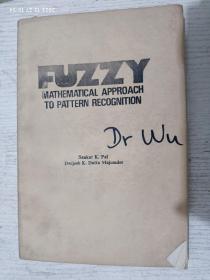 FUZZY
MATHEMATICAL APPROACH
TO PATTERN RECOGNITION
Dr Wu
Sankar K. Pal
Dwijesh K. Dutta Majumder